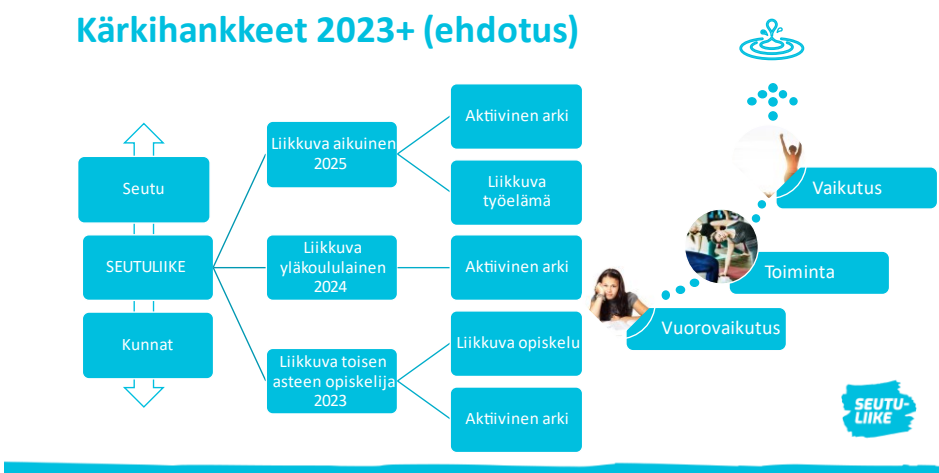 Kärkihankkeet 2023+ (ehdotus)
Seutu
SEUTULIIKE
Kunnat
Liikkuva aikuinen
2025
Liikkuva
yläkoululainen
2024
Liikkuva toisen
asteen opiskelija
2023
Aktiivinen arki
Liikkuva
työelämä
Aktiivinen arki
Liikkuva opiskelu
Aktiivinen arki
Vaikutus
Toiminta
Vuorovaikutus
SEUTU-
LIIKE